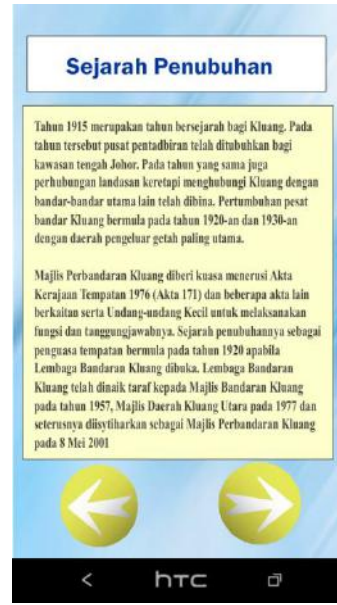 Sejarah Penubuhan
Tahun 1915 merupakan tahun bersejarah bagi Kluang. Pada
tahun tersebut pusat pentadbiran telah ditubuhkan bagi
kawasan tengah Johor. Pada tahun yang sama juga
perhubungan landasan keretapi menghubungi Kluang dengan
bandar-bandar utama lain telah dibina. Pertumbuhan pesat
bandar Kluang bermula pada tahun 1920-an dan 1930-an
dengan daerah pengeluar getah paling utama.
Majlis Perbandaran Kluang diberi kuasa menerusi Akta
Kerajaan Tempatan 1976 (Akta 171) dan beberapa akta lain
berkaitan serta Undang-undang Kecil untuk melaksanakan
fungsi dan tanggungjawabnya. Sejarah penubuhannya sebagai
penguasa tempatan bermula pada tahun 1920 apabila
Lembaga Bandaran Kluang dibuka. Lembaga Bandaran
Kluang telah dinaik taraf kepada Majlis Bandaran Kluang
pada tahun 1957, Majlis Daerah Kluang Utara pada 1977 dan
seterusnya diisytiharkan sebagai Majlis Perbandaran Kluang
pada 8 Mei 2001
hTC